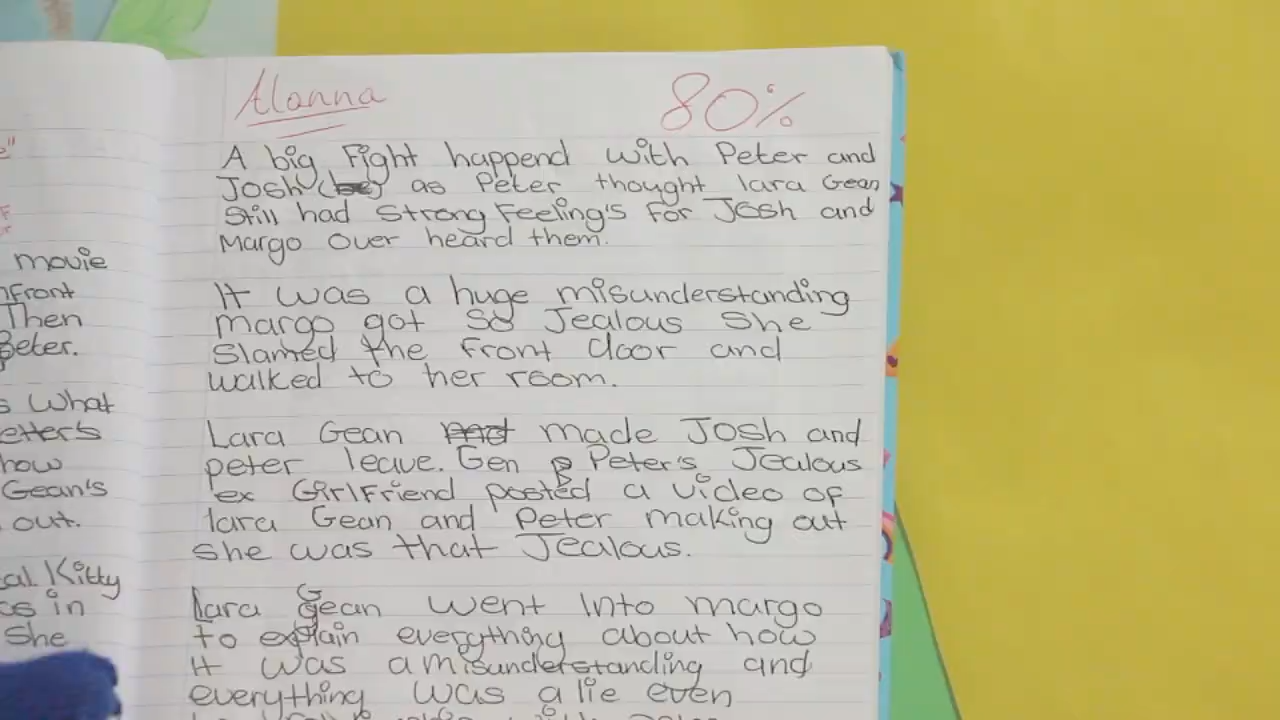 Alanna
80%
movie
Front
Then
Peter.
What
how
Gean's
out.
Kitty
in
She
A big Fight happend with Peter and
Josh as Peter thought lara Gean
Still had Strong Feeling's For Josh and
Margo Over heard them.
It was a huge misunderstanding
margo got So Jealous She
Slamed the Front door and
walked to her room.
Lara Gean made Josh and
peter leave. Gen Peter's Jealous
ex GirlFriend posted a video of
lara Gean and Peter making out
she was that Jealous.
Lara Gean went Into margo
to explain everything about how
it was a misunderstanding and
everything was a lie even